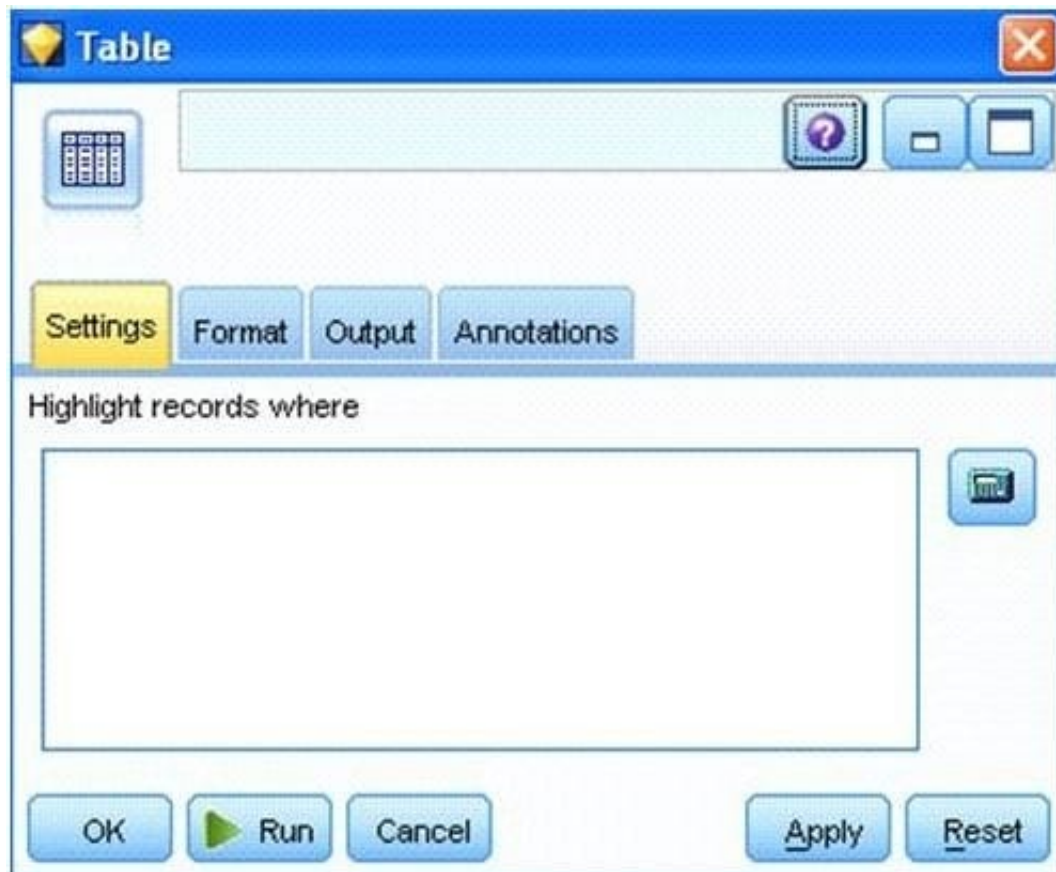 Table
Settings Format Output Annotations
Highlight records where
OK Run Cancel Apply Reset